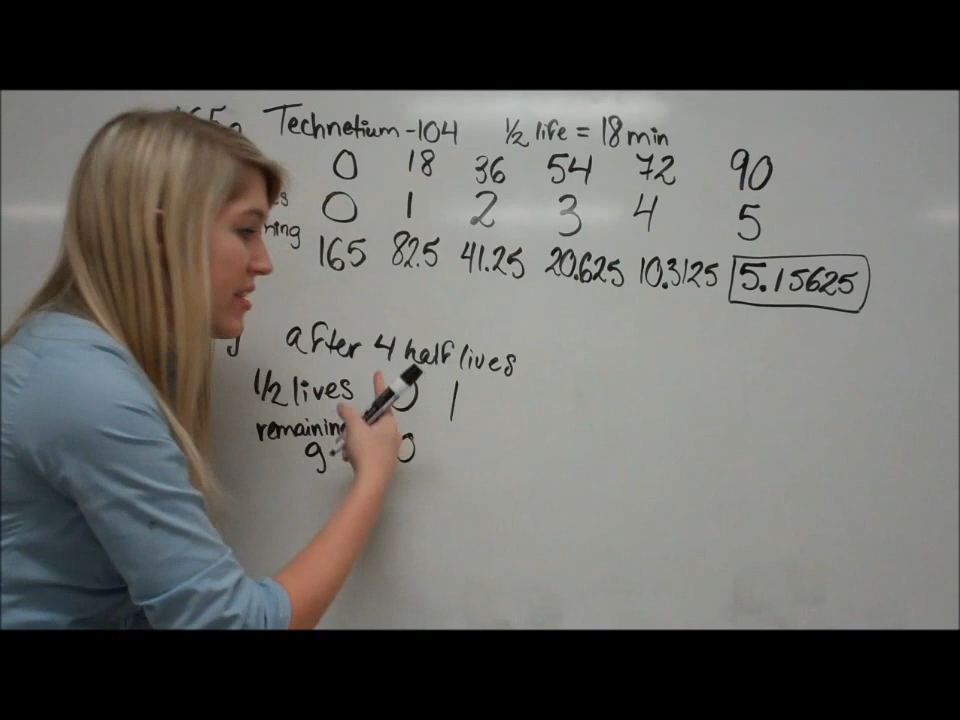 Technetium-104 1/2 life = 18 min
0 18 36 54 72 90
0 1 2 3 4 5
165 82.5 41.25 20.625 10.3125 5.15625
g after 4 half lives
1/2 lives 0 1
remaining
g 0